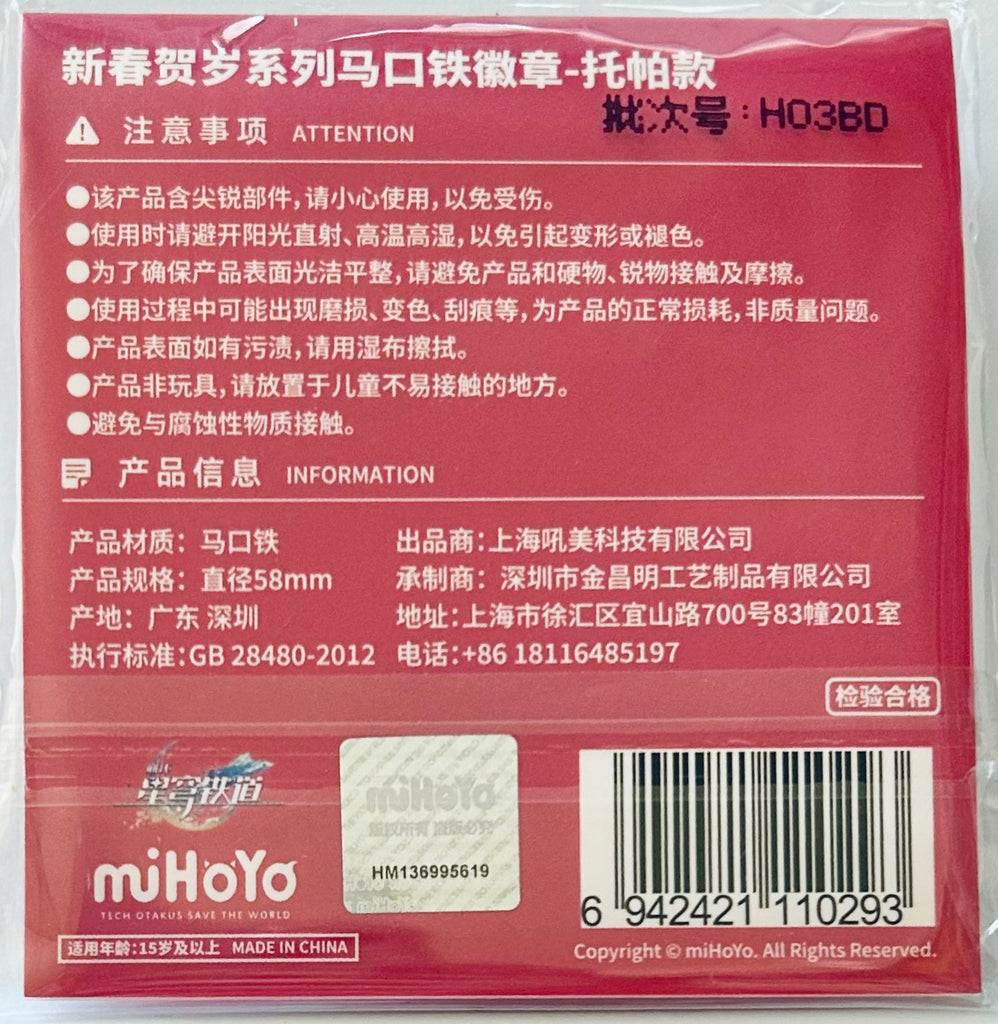 新春贺岁系列马口铁徽章-托帕款
批次号:H03BD
注意事项 ATTENTION
●该产品含尖锐部件,请小心使用,以免受伤。
●使用时请避开阳光直射、高温高湿,以免引起变形或褪色。
●为了确保产品表面光洁平整,请避免产品和硬物、锐物接触及摩擦。
●使用过程中可能出现磨损、变色、刮痕等,为产品的正常损耗,非质量问题。
●产品表面如有污渍,请用湿布擦拭。
●产品非玩具,请放置于儿童不易接触的地方。
●避免与腐蚀性物质接触。
产品信息 INFORMATION
产品材质: 马口铁 出品商:上海吼美科技有限公司
产品规格: 直径58mm 承制商: 深圳市金昌明工艺制品有限公司
产地: 广东 深圳 地址:上海市徐汇区宜山路700号83幢201室
执行标准:GB 28480-2012 电话:+86 18116485197
检验合格
崩坏
星穹铁道
miHoYo
版权所有 盗版必究
HM136995619
miHoYo
TECH OTAKUS SAVE THE WORLD
6 942421 110293
适用年龄:15岁及以上 MADE IN CHINA
Copyright © miHoYo. All Rights Reserved.